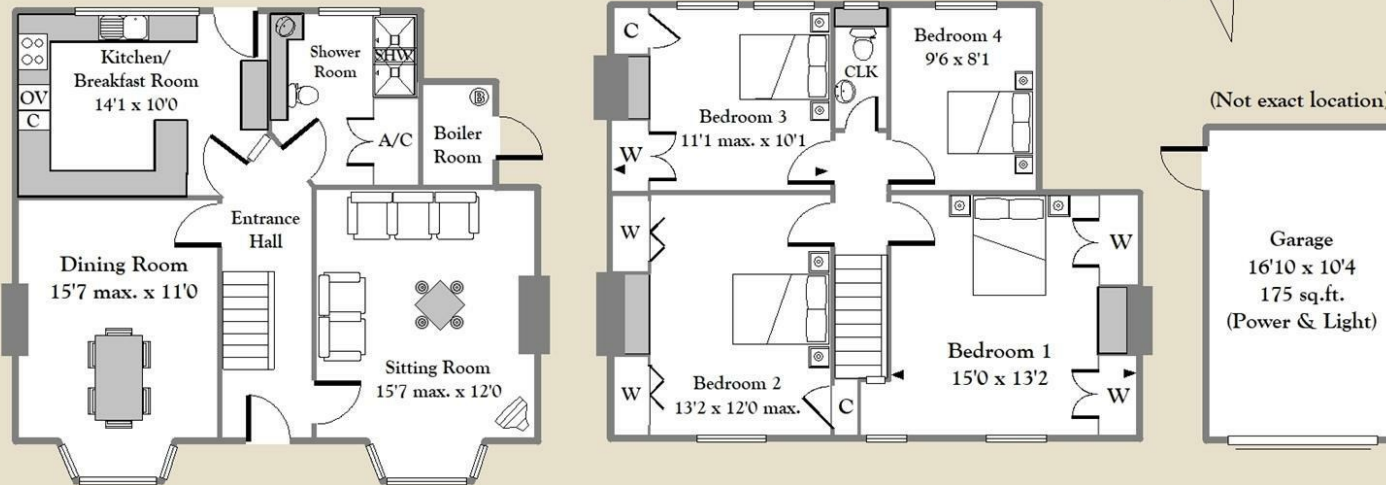 Kitchen/
Breakfast Room
14'1 x 10'0
OV
C
Shower
Room
SHW
A/C
B
Boiler
Room
Entrance
Hall
Dining Room
15'7 max. x 11'0
Sitting Room
15'7 max. x 12'0
C
Bedroom 3
11'1 max. x 10'1
W
CLK
Bedroom 4
9'6 x 8'1
W
Bedroom 2
13'2 x 12'0 max.
W
C
Bedroom 1
15'0 x 13'2
W
W
(Not exact location)
Garage
16'10 x 10'4
175 sq.ft.
(Power & Light)